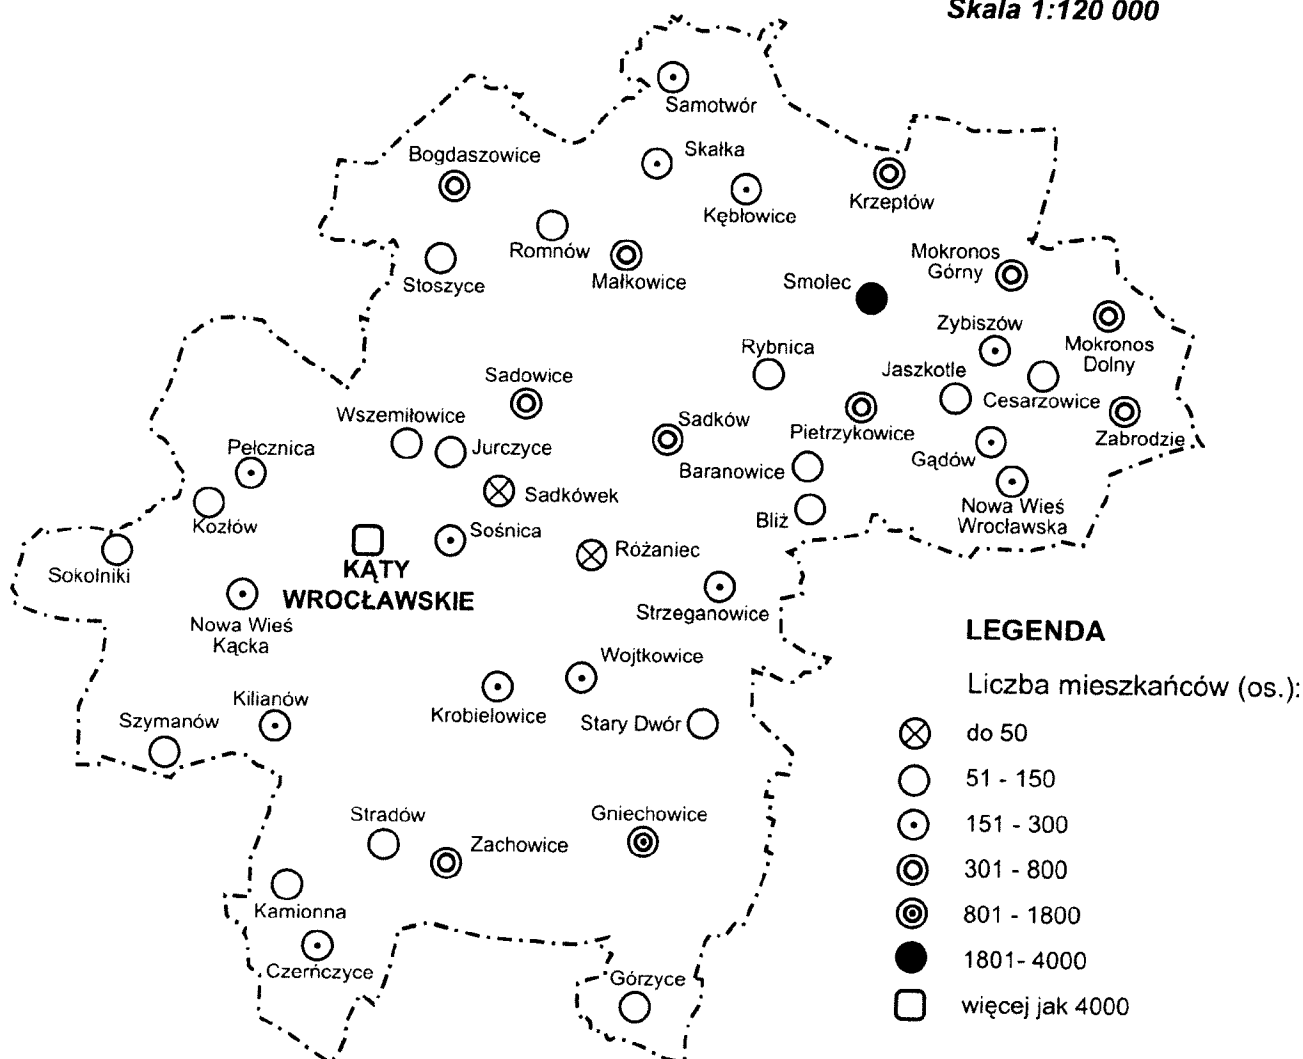 Skala 1:120 000
Samotwór
Bogdaszowice
Skałka
Kębłowice
Krzeptów
Romnów
Stoszyce
Małkowice
Mokronos
Górny
Smolec
Zybiszów
Mokronos
Dolny
Rybnica
Jaszkotle
Cesarzowice
Sadowice
Wszemiłowice
Jurczyce
Sadków
Pietrzykowice
Zabrodzie
Pełcznica
Baranowice
Gądów
Sadkówek
Kozłów
Bliż
Nowa Wieś
Wrocławska
Sośnica
Różaniec
Sokolniki
KĄTY
WROCŁAWSKIE
Strzeganowice
Nowa Wieś
Kącka
Wojtkowice
Kilianów
Krobielowice
Szymanów
Stary Dwór
Stradów
Zachowice
Gniechowice
Kamionna
Czerńczyce
Górzyce
LEGENDA
Liczba mieszkańców (os.):
do 50
51 - 150
151 - 300
301 - 800
801 - 1800
1801- 4000
więcej jak 4000